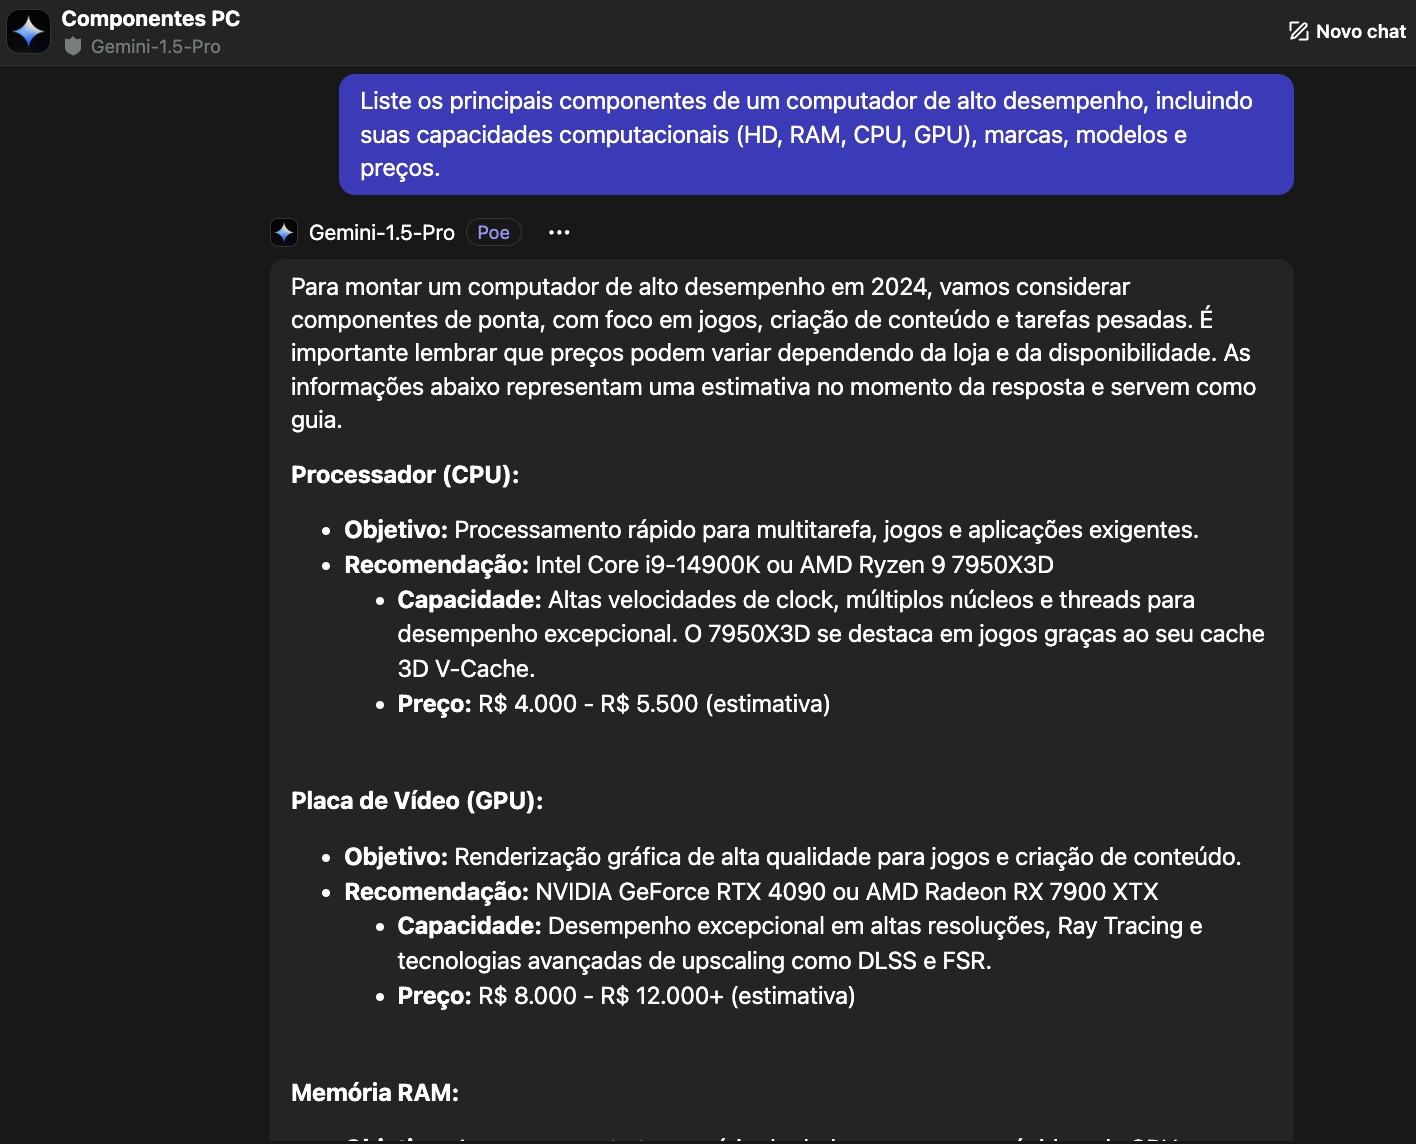 Componentes PC
Gemini-1.5-Pro
Novo chat
Liste os principais componentes de um computador de alto desempenho, incluindo
suas capacidades computacionais (HD, RAM, CPU, GPU), marcas, modelos e
preços.
Gemini-1.5-Pro Poe
Para montar um computador de alto desempenho em 2024, vamos considerar
componentes de ponta, com foco em jogos, criação de conteúdo e tarefas pesadas. É
importante lembrar que preços podem variar dependendo da loja e da disponibilidade. As
informações abaixo representam uma estimativa no momento da resposta e servem como
guia.
Processador (CPU):
• Objetivo: Processamento rápido para multitarefa, jogos e aplicações exigentes.
• Recomendação: Intel Core i9-14900K ou AMD Ryzen 9 7950X3D
• Capacidade: Altas velocidades de clock, múltiplos núcleos e threads para
desempenho excepcional. O 7950X3D se destaca em jogos graças ao seu cache
3D V-Cache.
• Preço: R$ 4.000 - R$ 5.500 (estimativa)
Placa de Vídeo (GPU):
• Objetivo: Renderização gráfica de alta qualidade para jogos e criação de conteúdo.
• Recomendação: NVIDIA GeForce RTX 4090 ou AMD Radeon RX 7900 XTX
• Capacidade: Desempenho excepcional em altas resoluções, Ray Tracing e
tecnologias avançadas de upscaling como DLSS e FSR.
• Preço: R$ 8.000 - R$ 12.000+ (estimativa)
Memória RAM: